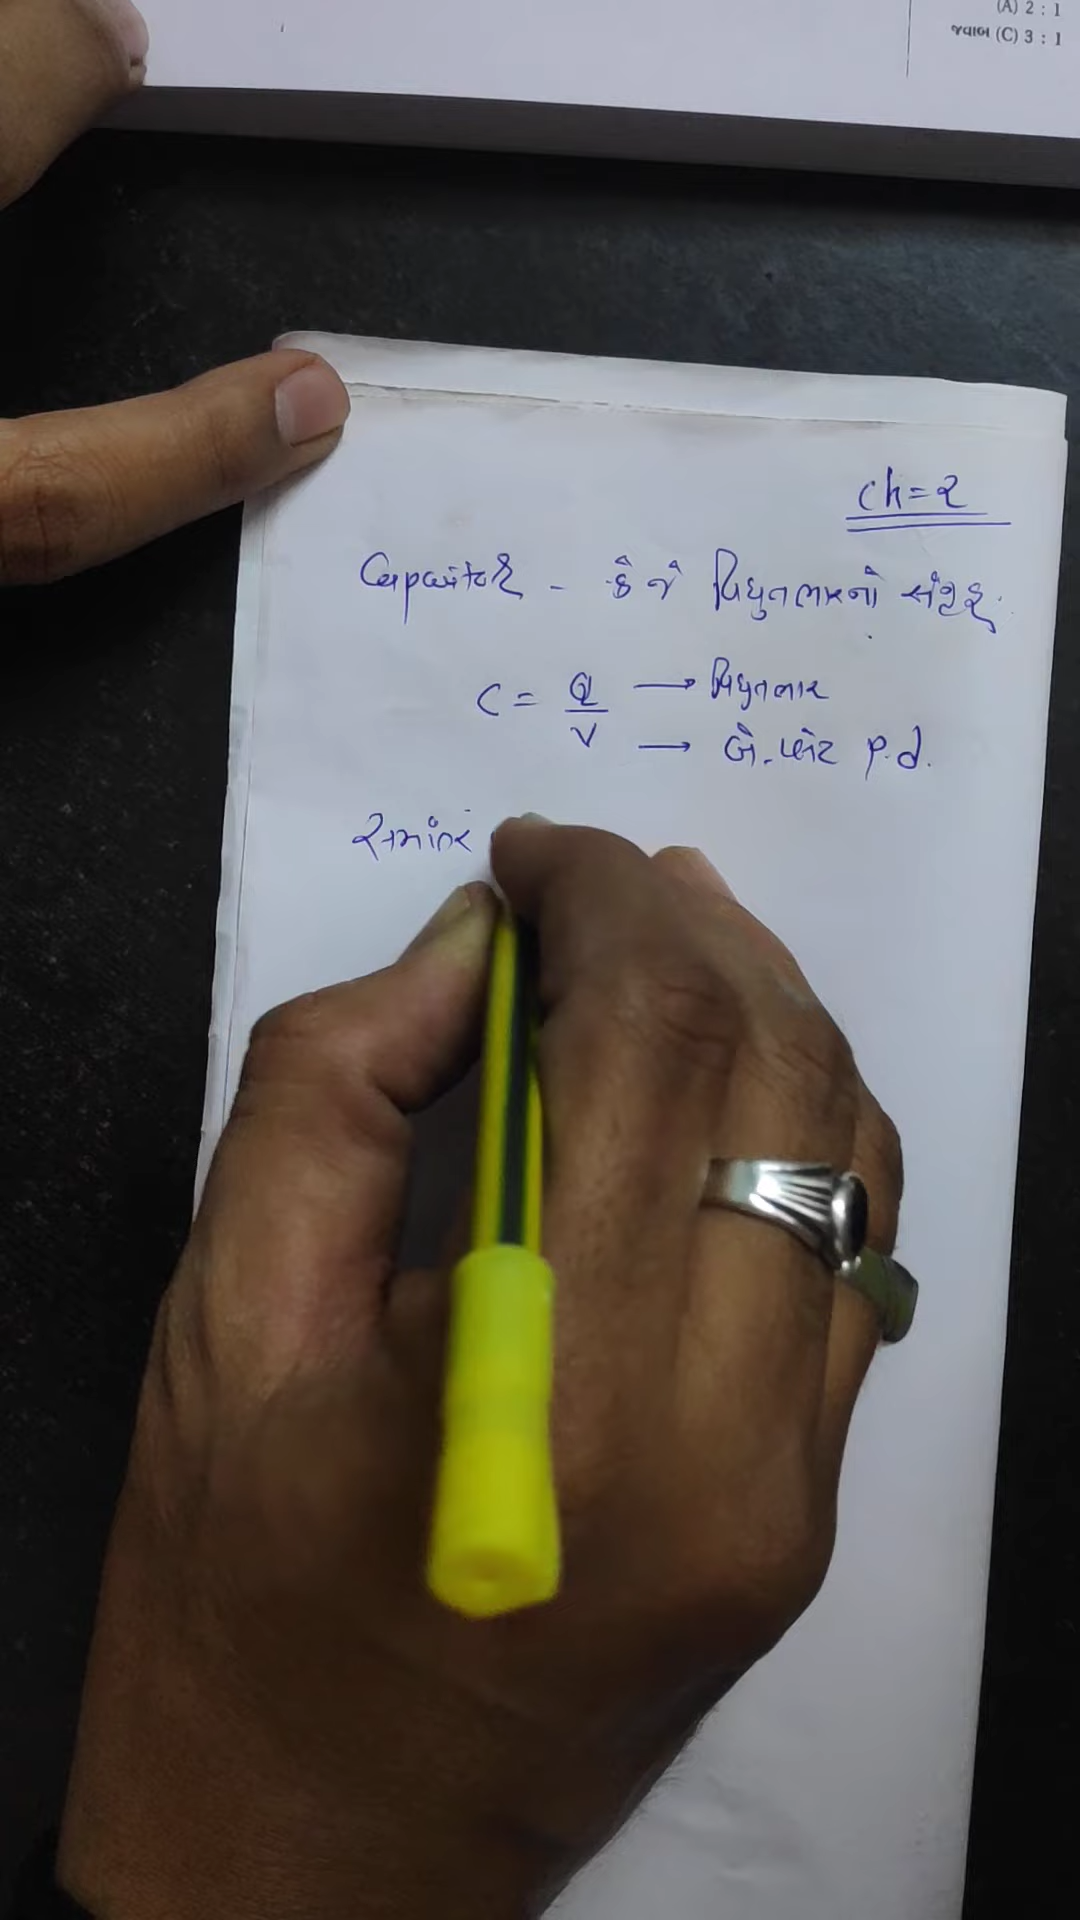 (A) 2 : 1
જવાબ (C) 3 : 1
Ch=2
Capacitor - કે જે વિધુતભારનો સંગ્રહ
C = Q/V → વિધુતભાર
→ બે પ્લેટ P.d.
સમાંતર